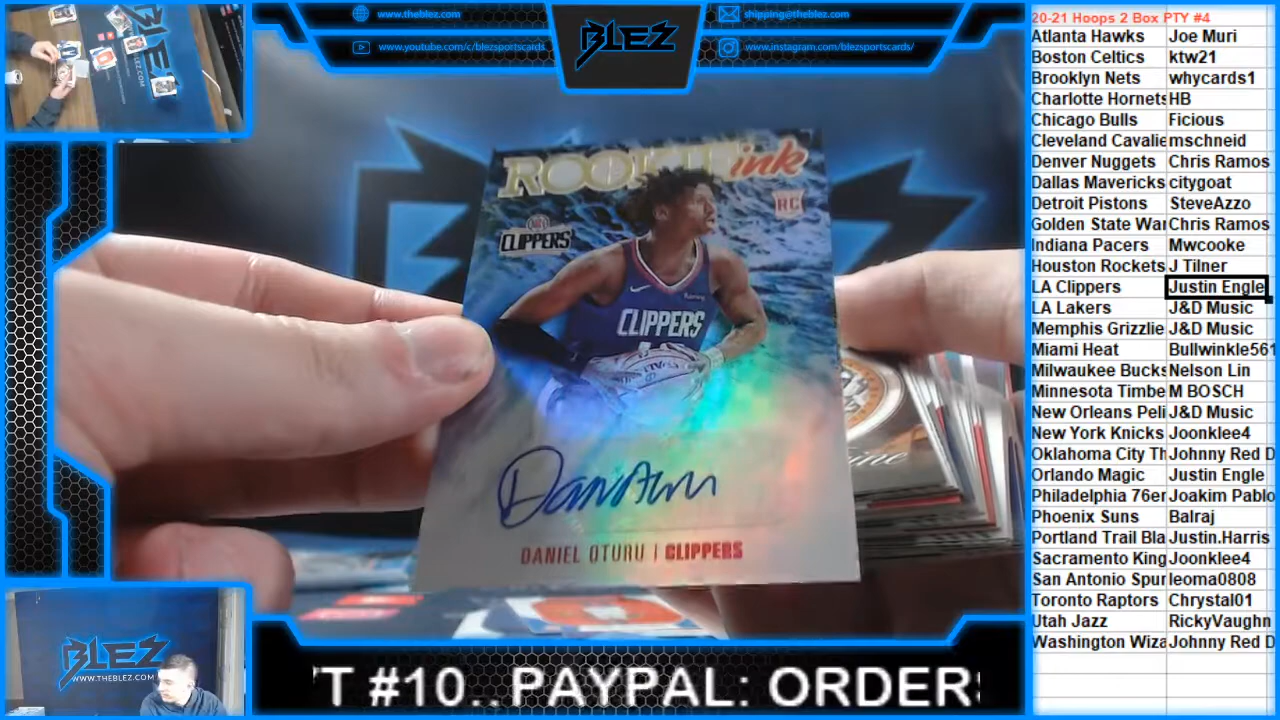 www.theblez.com
www.youtube.com/c/blezsportscards
BLEZ
shipping@theblez.com
www.instagram.com/blezsportscards/
ROOKIE ink
RC
CLIPPERS
CLIPPERS
DANIEL OTURU | CLIPPERS
BLEZ
WWW.THEBLEZ.COM
T #10.. PAYPAL: ORDERS
20-21 Hoops 2 Box PTY #4
Atlanta Hawks Joe Muri
Boston Celtics ktw21
Brooklyn Nets whycards1
Charlotte Hornets HB
Chicago Bulls Ficious
Cleveland Cavalie mschneid
Denver Nuggets Chris Ramos
Dallas Mavericks citygoat
Detroit Pistons SteveAzzo
Golden State War Chris Ramos
Indiana Pacers Mwcooke
Houston Rockets J Tilner
LA Clippers Justin Engle
LA Lakers J&D Music
Memphis Grizzlie J&D Music
Miami Heat Bullwinkle561
Milwaukee Bucks Nelson Lin
Minnesota Timbe M BOSCH
New Orleans Peli J&D Music
New York Knicks Joonklee4
Oklahoma City Th Johnny Red D
Orlando Magic Justin Engle
Philadelphia 76er Joakim Pablo
Phoenix Suns Balraj
Portland Trail Bla Justin.Harris
Sacramento King Joonklee4
San Antonio Spur leoma0808
Toronto Raptors Chrystal01
Utah Jazz RickyVaughn
Washington Wiza Johnny Red D